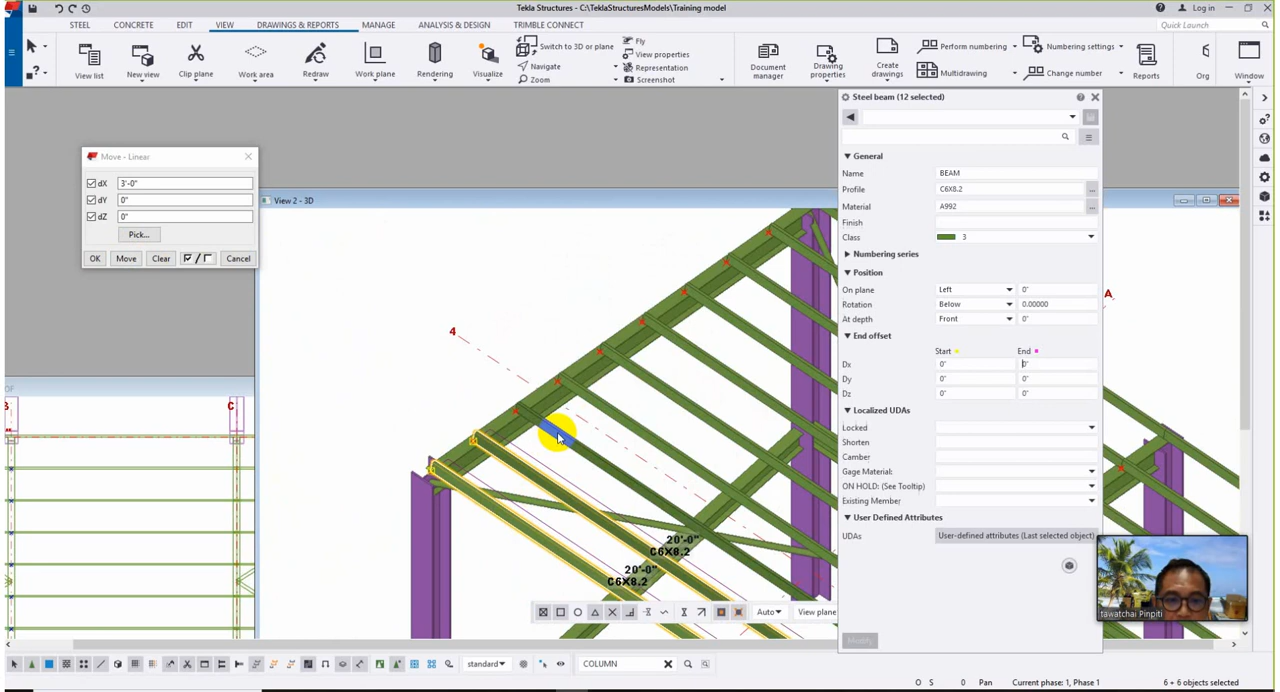 Tekla Structures - C:\TeklaStructuresModels\Training model
Log in
STEEL CONCRETE EDIT VIEW DRAWINGS & REPORTS MANAGE ANALYSIS & DESIGN TRIMBLE CONNECT
Quick Launch
View list
New view
Clip plane
Work area
Redraw
Work plane
Rendering
Visualize
Switch to 3D or plane
Navigate
Zoom
Fly
View properties
Representation
Screenshot
Document manager
Drawing properties
Create drawings
Perform numbering
Multidrawing
Numbering settings
Change number
Reports
Org
Window
Steel beam (12 selected)
General
Name BEAM
Profile C6X8.2
Material A992
Finish
Class 3
Numbering series
Position
On plane Left 0"
Rotation Below 0.00000
At depth Front 0"
End offset
Start End
Dx 0" 0"
Dy 0" 0"
Dz 0" 0"
Localized UDAs
Locked
Shorten
Camber
Gage Material:
ON HOLD: (See Tooltip)
Existing Member
User Defined Attributes
UDAs User-defined attributes (Last selected object)
Modify
Move - Linear
dX 3'-0"
dY 0"
dZ 0"
Pick...
OK Move Clear / Cancel
View 2 - 3D
4
A
20'-0"
C6X8.2
20'-0"
C6X8.2
OF
B
C
Auto
View plane
tawatchai Pinpiti
standard
COLUMN
O S 0 Pan Current phase: 1, Phase 1 6 + 6 objects selected